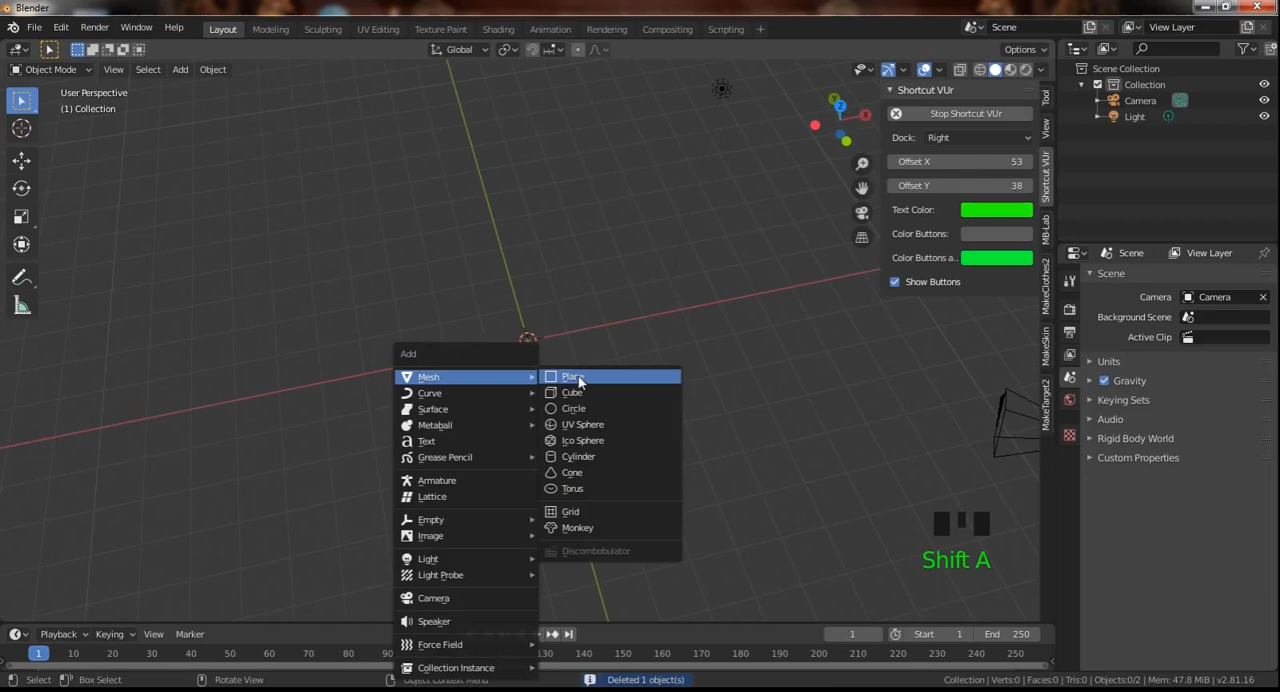 Blender
File Edit Render Window Help
Layout Modeling Sculpting UV Editing Texture Paint Shading Animation Rendering Compositing Scripting +
Scene
View Layer
Global
Options
Object Mode View Select Add Object
User Perspective
(1) Collection
Y
Z
X
Shortcut VUr
Stop Shortcut VUr
Dock: Right
Offset X 53
Offset Y 38
Text Color:
Color Buttons:
Color Buttons a..
Show Buttons
Tool
View
Shortcut VUr
MB-Lab
MakeClothes2
MakeSkin
MakeTarget2
Scene Collection
Collection
Camera
Light
Scene View Layer
Scene
Camera Camera
Background Scene
Active Clip
Units
Gravity
Keying Sets
Audio
Rigid Body World
Custom Properties
Add
Mesh
Curve
Surface
Metaball
Text
Grease Pencil
Armature
Lattice
Empty
Image
Light
Light Probe
Camera
Speaker
Force Field
Collection Instance
Plane
Cube
Circle
UV Sphere
Ico Sphere
Cylinder
Cone
Torus
Grid
Monkey
Discombobulator
Shift A
Playback Keying View Marker
1 Start 1 End 250
1 10 20 30 40 50 60 70 80 130 140 150 160 170 180 190 200 210 220 230 240 250
Select Box Select Rotate View Object Context Menu Deleted 1 object(s) Collection | Verts:0 | Faces:0 | Tris:0 | Objects:0/2 | Mem: 47.8 MiB | v2.81.16